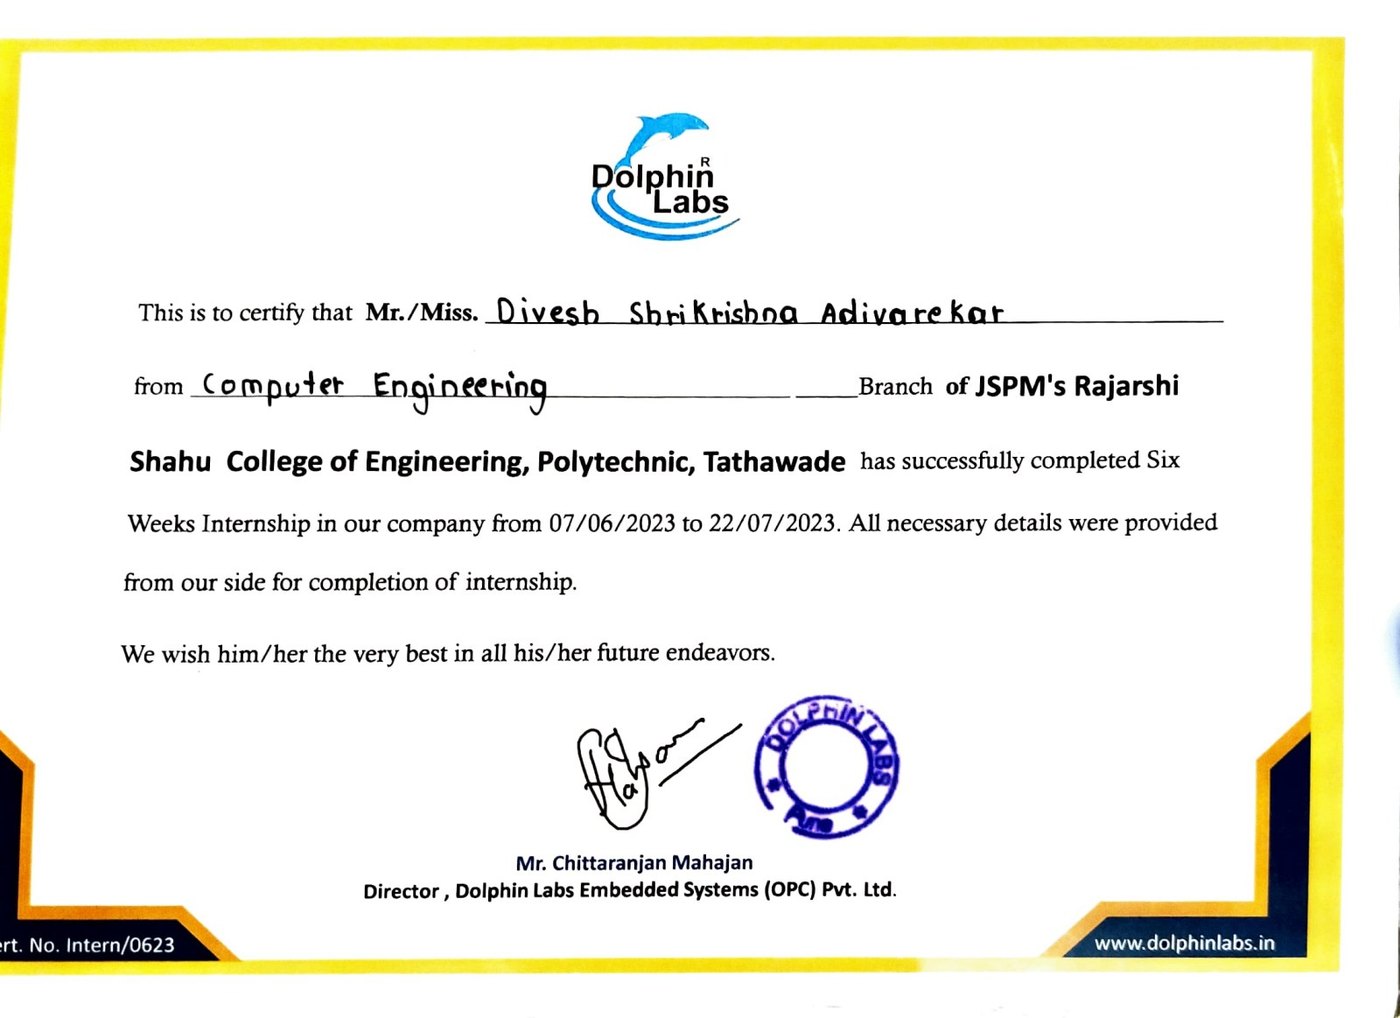 Dolphin R
Labs
This is to certify that Mr./Miss. Divesh Shrikrishna Adivarekar
from Computer Engineering Branch of JSPM's Rajarshi
Shahu College of Engineering, Polytechnic, Tathawade has successfully completed Six
Weeks Internship in our company from 07/06/2023 to 22/07/2023. All necessary details were provided
from our side for completion of internship.
We wish him/her the very best in all his/her future endeavors.
DOLPHIN LABS
Mr. Chittaranjan Mahajan
Director , Dolphin Labs Embedded Systems (OPC) Pvt. Ltd.
ert. No. Intern/0623
www.dolphinlabs.in